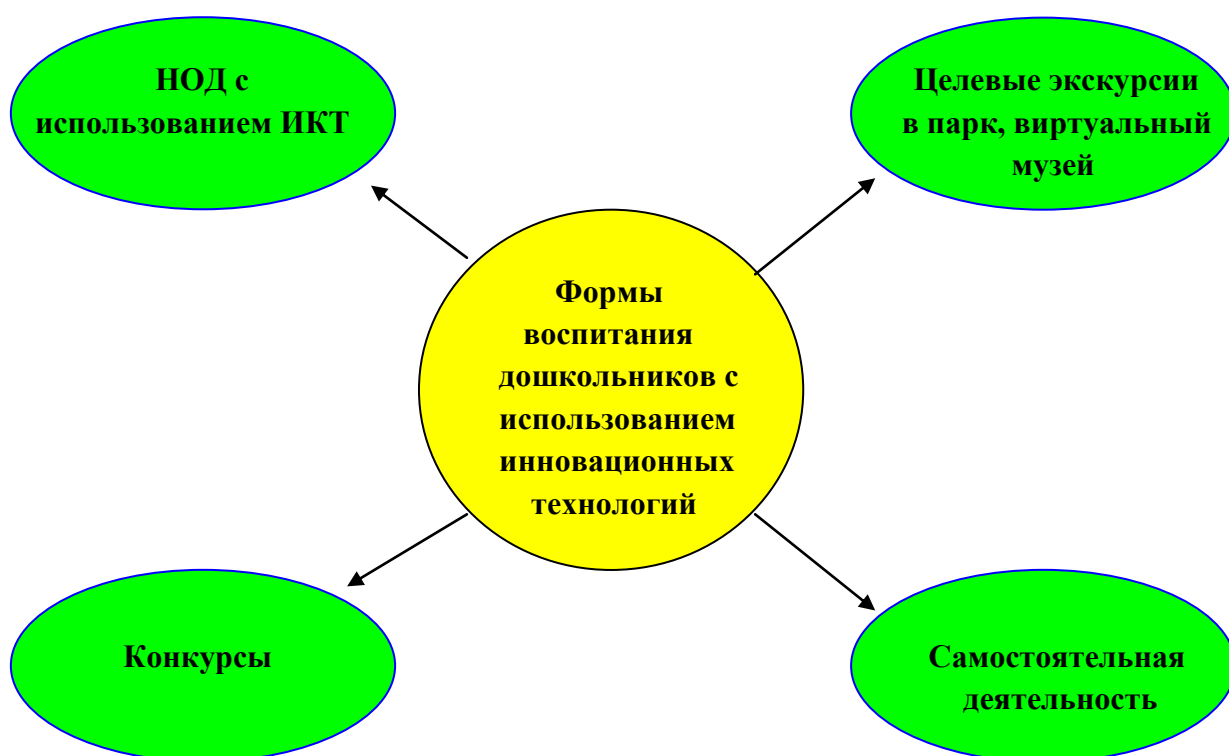 НОД с
использованием ИКТ
Целевые экскурсии
в парк, виртуальный
музей
Формы
воспитания
дошкольников с
использованием
инновационных
технологий
Конкурсы
Самостоятельная
деятельность